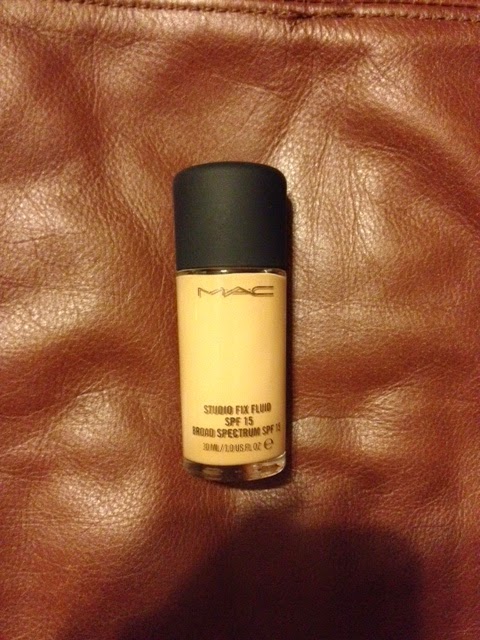 MAC
STUDIO FIX FLUID
SPF 15
BROAD SPECTRUM SPF 15
30 ML / 1.0 US FL OZ ℮